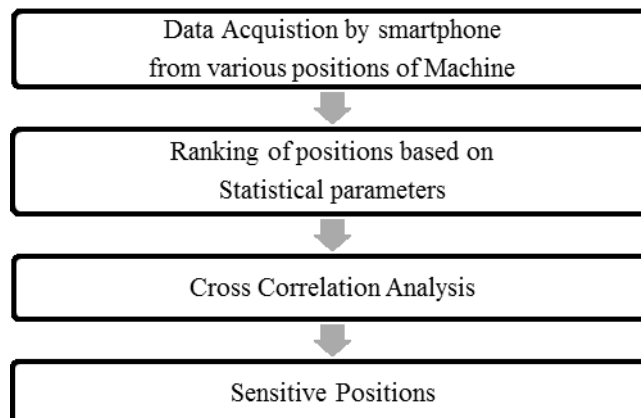 Data Acquistion by smartphone
from various positions of Machine
Ranking of positions based on
Statistical parameters
Cross Correlation Analysis
Sensitive Positions